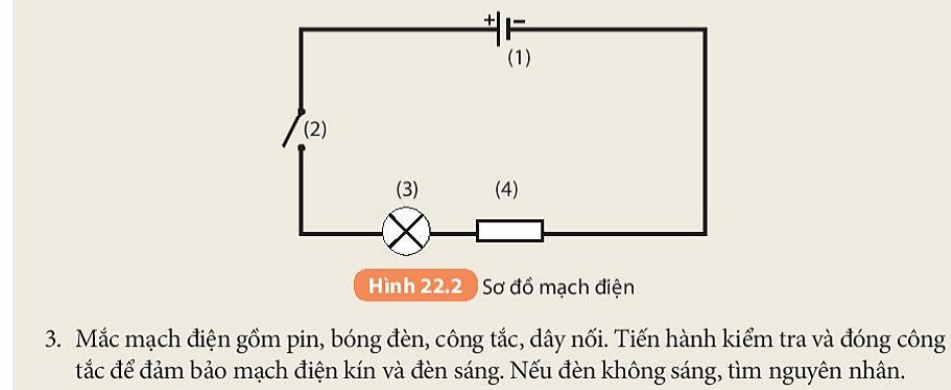 + −
(1)
(2)
(3) (4)
Hình 22.2 Sơ đồ mạch điện
3. Mắc mạch điện gồm pin, bóng đèn, công tắc, dây nối. Tiến hành kiểm tra và đóng công
tắc để đảm bảo mạch điện kín và đèn sáng. Nếu đèn không sáng, tìm nguyên nhân.